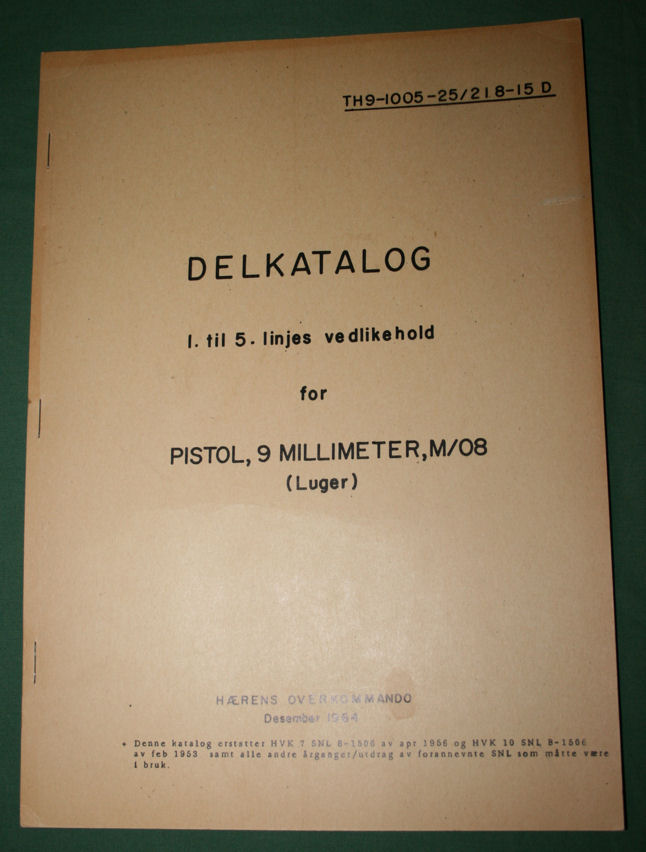 TH9-1005-25/218-15 D
DELKATALOG
1. til 5. linjes vedlikehold
for
PISTOL, 9 MILLIMETER, M/08
(Luger)
HÆRENS OVERKOMMANDO
Desember 1964
* Denne katalog erstatter HVK 7 SNL B-1506 av apr 1956 og HVK 10 SNL B-1506
av feb 1953 samt alle andre årganger/utdrag av forannevnte SNL som måtte være
i bruk.